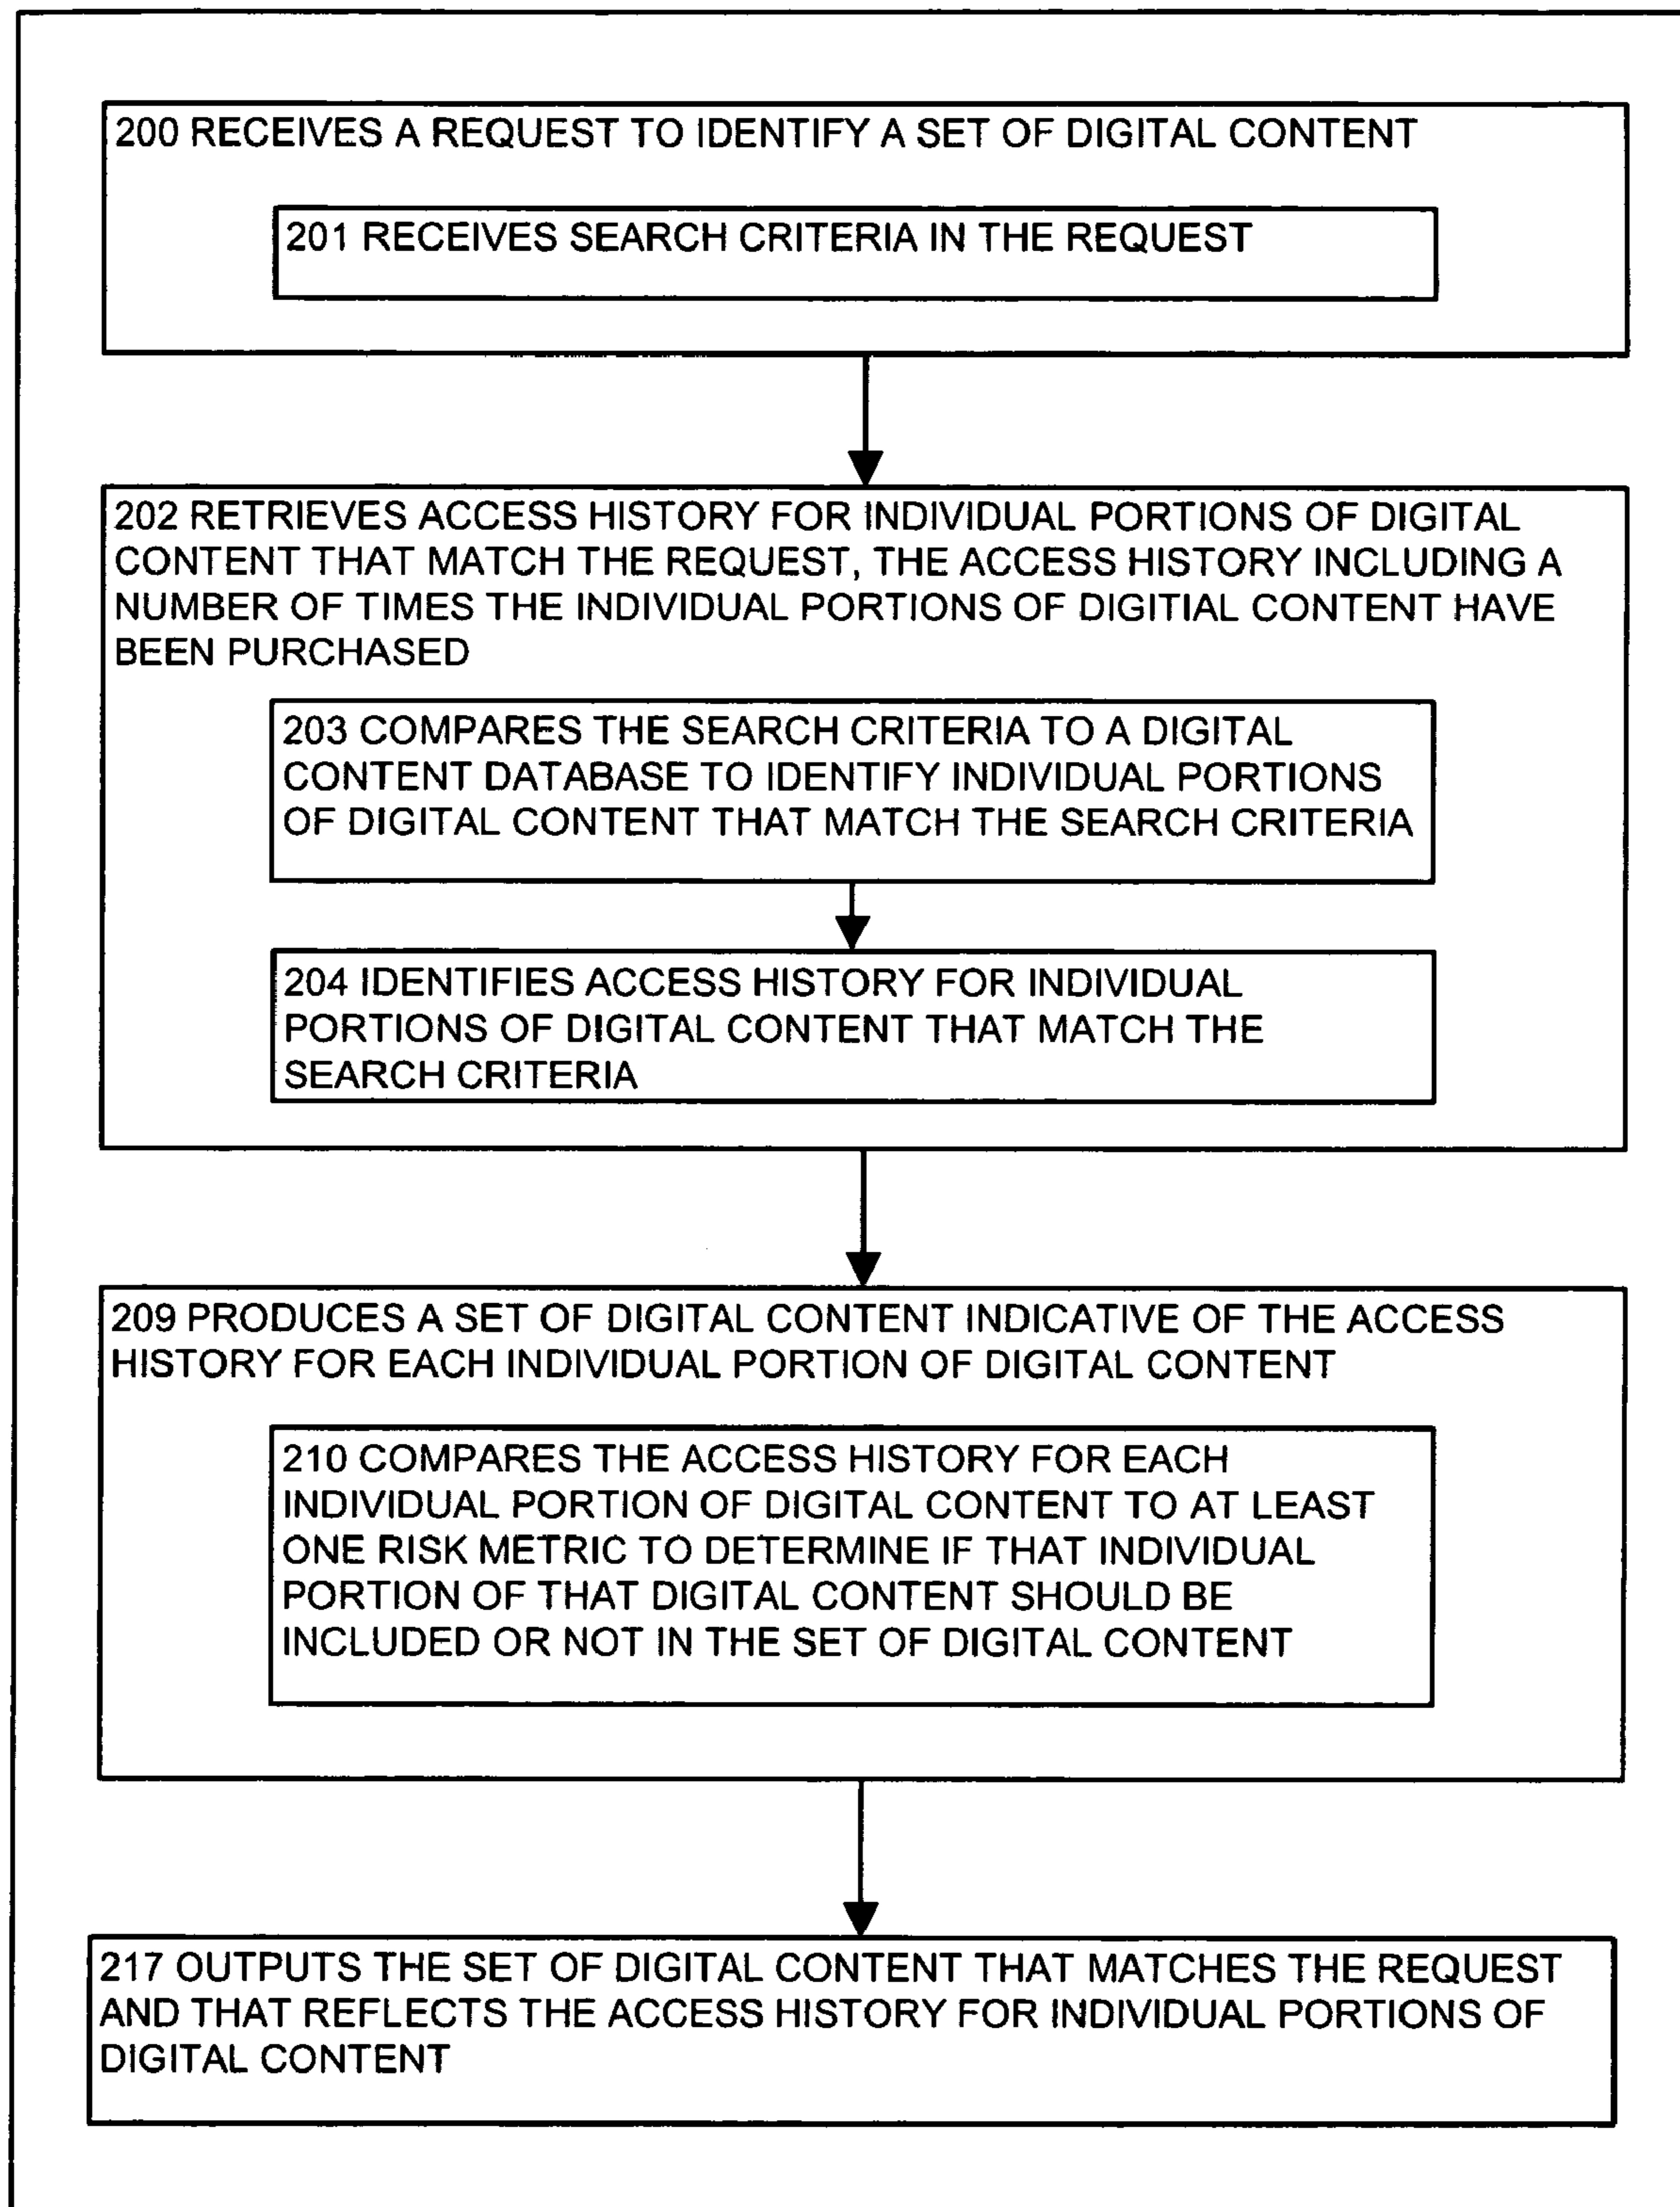 200 RECEIVES A REQUEST TO IDENTIFY A SET OF DIGITAL CONTENT
201 RECEIVES SEARCH CRITERIA IN THE REQUEST
202 RETRIEVES ACCESS HISTORY FOR INDIVIDUAL PORTIONS OF DIGITAL
CONTENT THAT MATCH THE REQUEST, THE ACCESS HISTORY INCLUDING A
NUMBER OF TIMES THE INDIVIDUAL PORTIONS OF DIGITIAL CONTENT HAVE
BEEN PURCHASED
203 COMPARES THE SEARCH CRITERIA TO A DIGITAL
CONTENT DATABASE TO IDENTIFY INDIVIDUAL PORTIONS
OF DIGITAL CONTENT THAT MATCH THE SEARCH CRITERIA
204 IDENTIFIES ACCESS HISTORY FOR INDIVIDUAL
PORTIONS OF DIGITAL CONTENT THAT MATCH THE
SEARCH CRITERIA
209 PRODUCES A SET OF DIGITAL CONTENT INDICATIVE OF THE ACCESS
HISTORY FOR EACH INDIVIDUAL PORTION OF DIGITAL CONTENT
210 COMPARES THE ACCESS HISTORY FOR EACH
INDIVIDUAL PORTION OF DIGITAL CONTENT TO AT LEAST
ONE RISK METRIC TO DETERMINE IF THAT INDIVIDUAL
PORTION OF THAT DIGITAL CONTENT SHOULD BE
INCLUDED OR NOT IN THE SET OF DIGITAL CONTENT
217 OUTPUTS THE SET OF DIGITAL CONTENT THAT MATCHES THE REQUEST
AND THAT REFLECTS THE ACCESS HISTORY FOR INDIVIDUAL PORTIONS OF
DIGITAL CONTENT